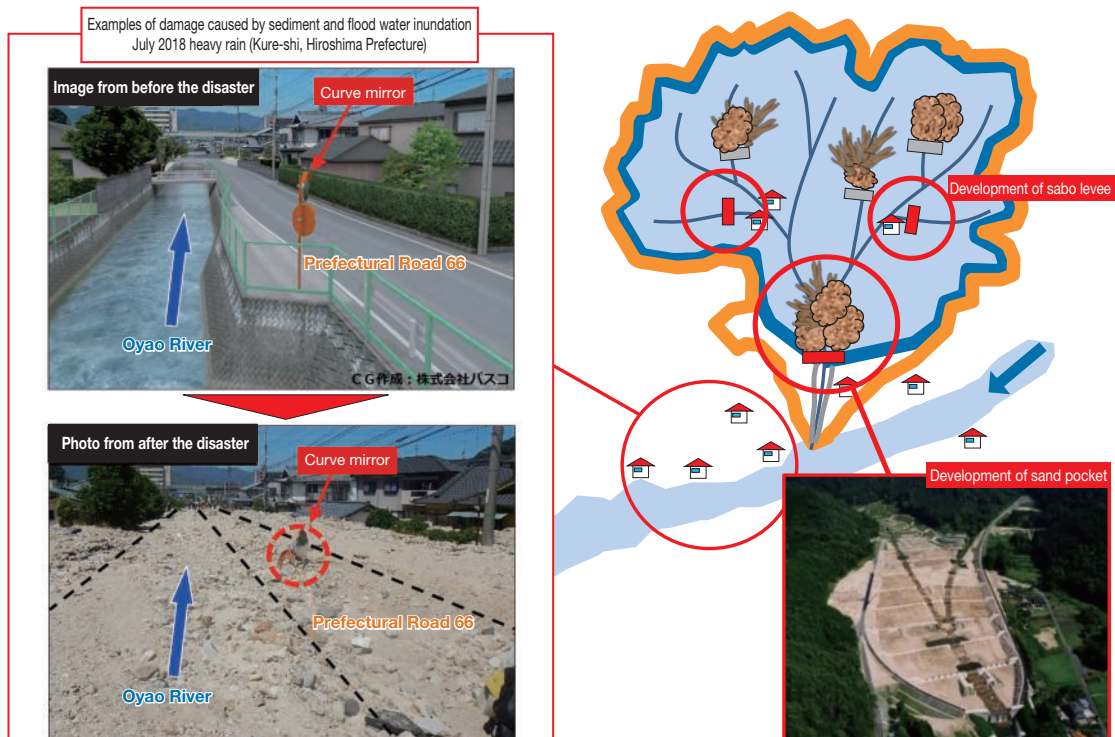 Examples of damage caused by sediment and flood water inundation
July 2018 heavy rain (Kure-shi, Hiroshima Prefecture)
Image from before the disaster
Curve mirror
Prefectural Road 66
Oyao River
CG作成：株式会社パスコ
Photo from after the disaster
Curve mirror
Prefectural Road 66
Oyao River
Development of sabo levee
Development of sand pocket